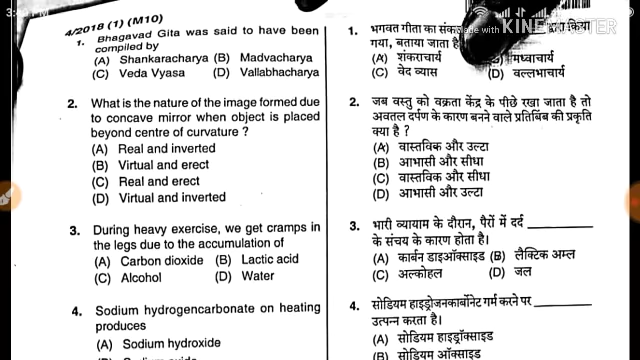 4/2018 (1) (M10)
1. Bhagavad Gita was said to have been
compiled by
(A) Shankaracharya (B) Madvacharya
(C) Veda Vyasa (D) Vallabhacharya
2. What is the nature of the image formed due
to concave mirror when object is placed
beyond centre of curvature ?
(A) Real and inverted
(B) Virtual and erect
(C) Real and erect
(D) Virtual and inverted
3. During heavy exercise, we get cramps in
the legs due to the accumulation of
(A) Carbon dioxide (B) Lactic acid
(C) Alcohol (D) Water
4. Sodium hydrogencarbonate on heating
produces
(A) Sodium hydroxide
Made with KINEMASTER
1. भगवत गीता का किया
गया, बताया जाता है
(A) शंकराचार्य (B) मध्वाचार्य
(C) वेद व्यास (D) वल्लभाचार्य
2. जब वस्तु को वक्रता केंद्र के पीछे रखा जाता है तो
अवतल दर्पण के कारण बनने वाले प्रतिबिंब की प्रकृति
क्या है ?
(A) वास्तविक और उल्टा
(B) आभासी और सीधा
(C) वास्तविक और सीधा
(D) आभासी और उल्टा
3. भारी व्यायाम के दौरान, पैरों में दर्द ________
के संचय के कारण होता है।
(A) कार्बन डाइऑक्साइड (B) लैक्टिक अम्ल
(C) अल्कोहल (D) जल
4. सोडियम हाइड्रोजनकार्बोनेट गर्म करने पर ________
उत्पन्न करता है।
(A) सोडियम हाइड्रॉक्साइड
(B) सोडियम ऑक्साइड